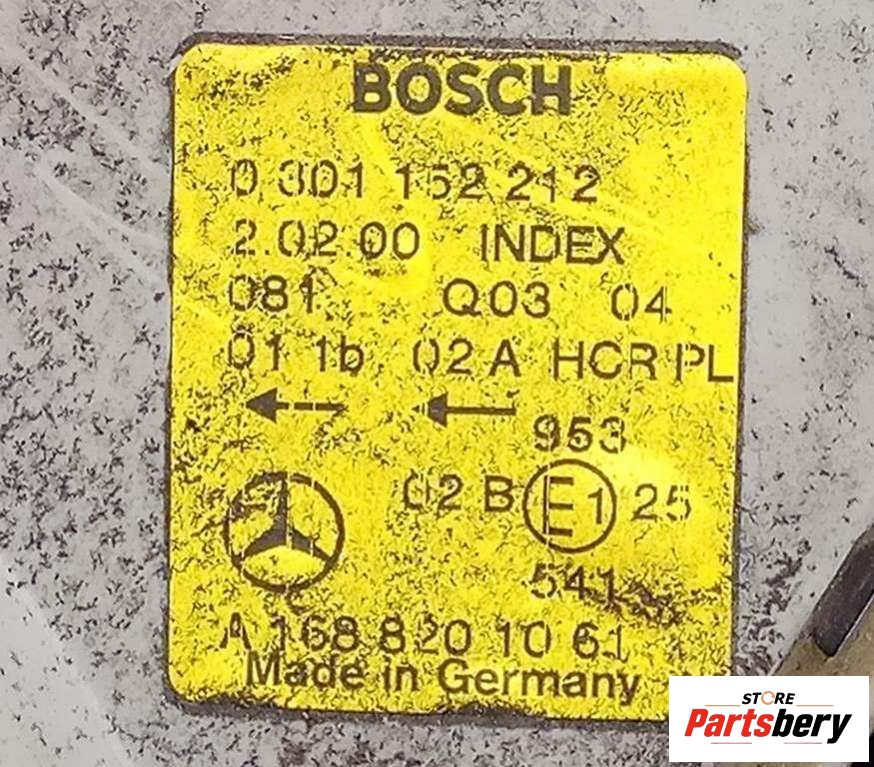 BOSCH
0 301 152 212
2.02.00 INDEX
081 Q03 04
01 1b 02 A HCR PL
953
02 B E1 25
541
A 168 820 10 61
Made in Germany
STORE
Partsbery